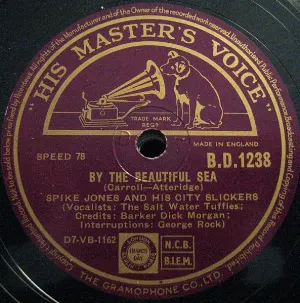 "HIS MASTER'S VOICE"
TRADE MARK
REGD
MADE IN ENGLAND
SPEED 78
B.D.1238
BY THE BEAUTIFUL SEA
(Carroll—Atteridge)
SPIKE JONES AND HIS CITY SLICKERS
(Vocalists: The Salt Water Tuffies;
Credits: Barker Dick Morgan;
Interruptions: George Rock)
D7-VB-1162
N.C.B.
B.I.E.M.
THE GRAMOPHONE CO., LTD.